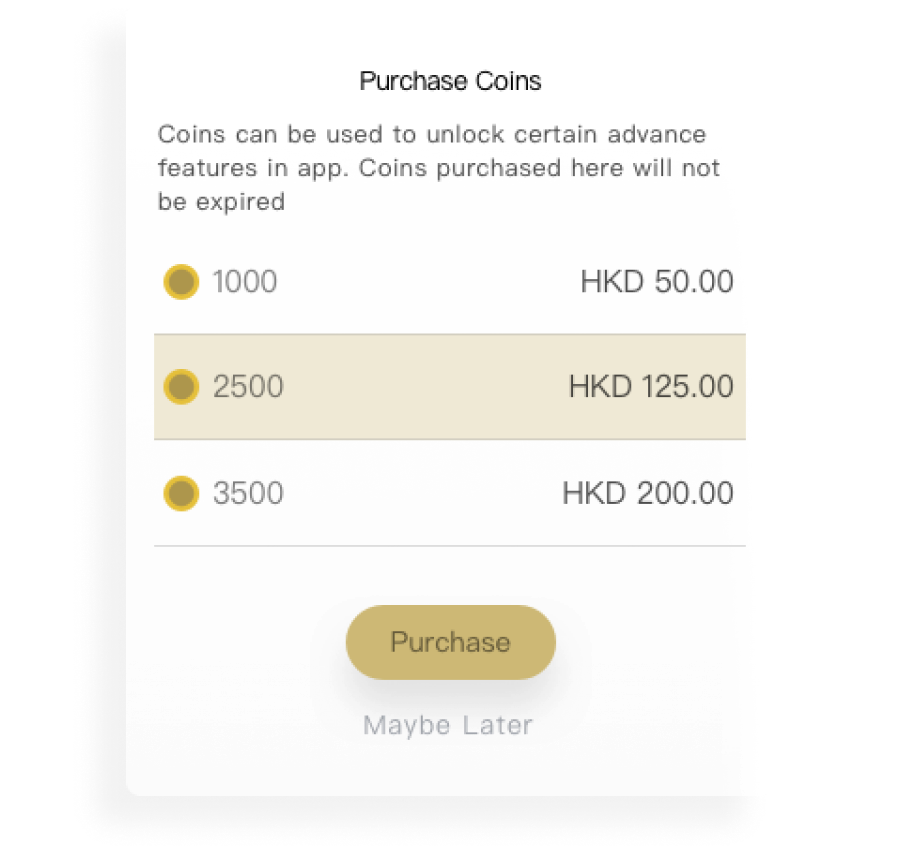 Purchase Coins
Coins can be used to unlock certain advance
features in app. Coins purchased here will not
be expired
1000 HKD 50.00
2500 HKD 125.00
3500 HKD 200.00
Purchase
Maybe Later